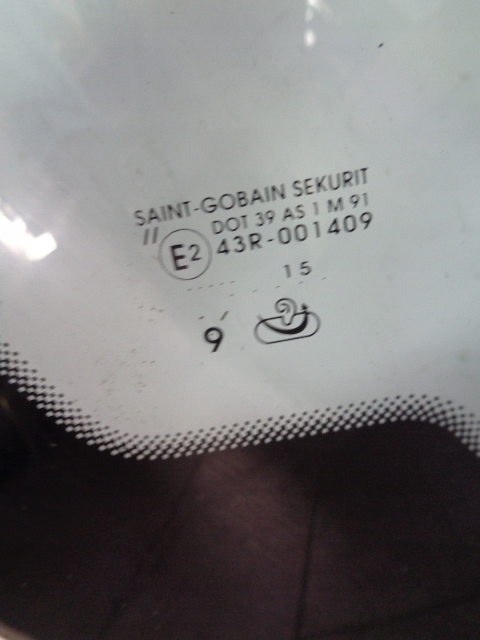 SAINT-GOBAIN SEKURIT
DOT 39 AS 1 M 91
// E2 43R-001409
15
9